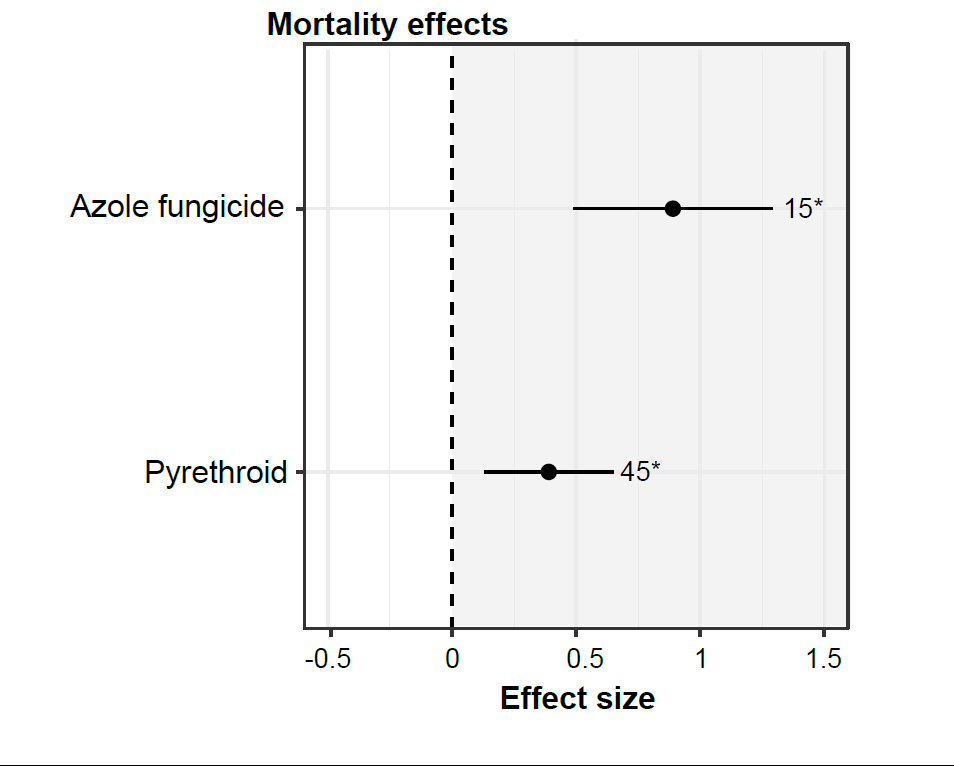 Mortality effects
Azole fungicide
15*
Pyrethroid
45*
-0.5 0 0.5 1 1.5
Effect size